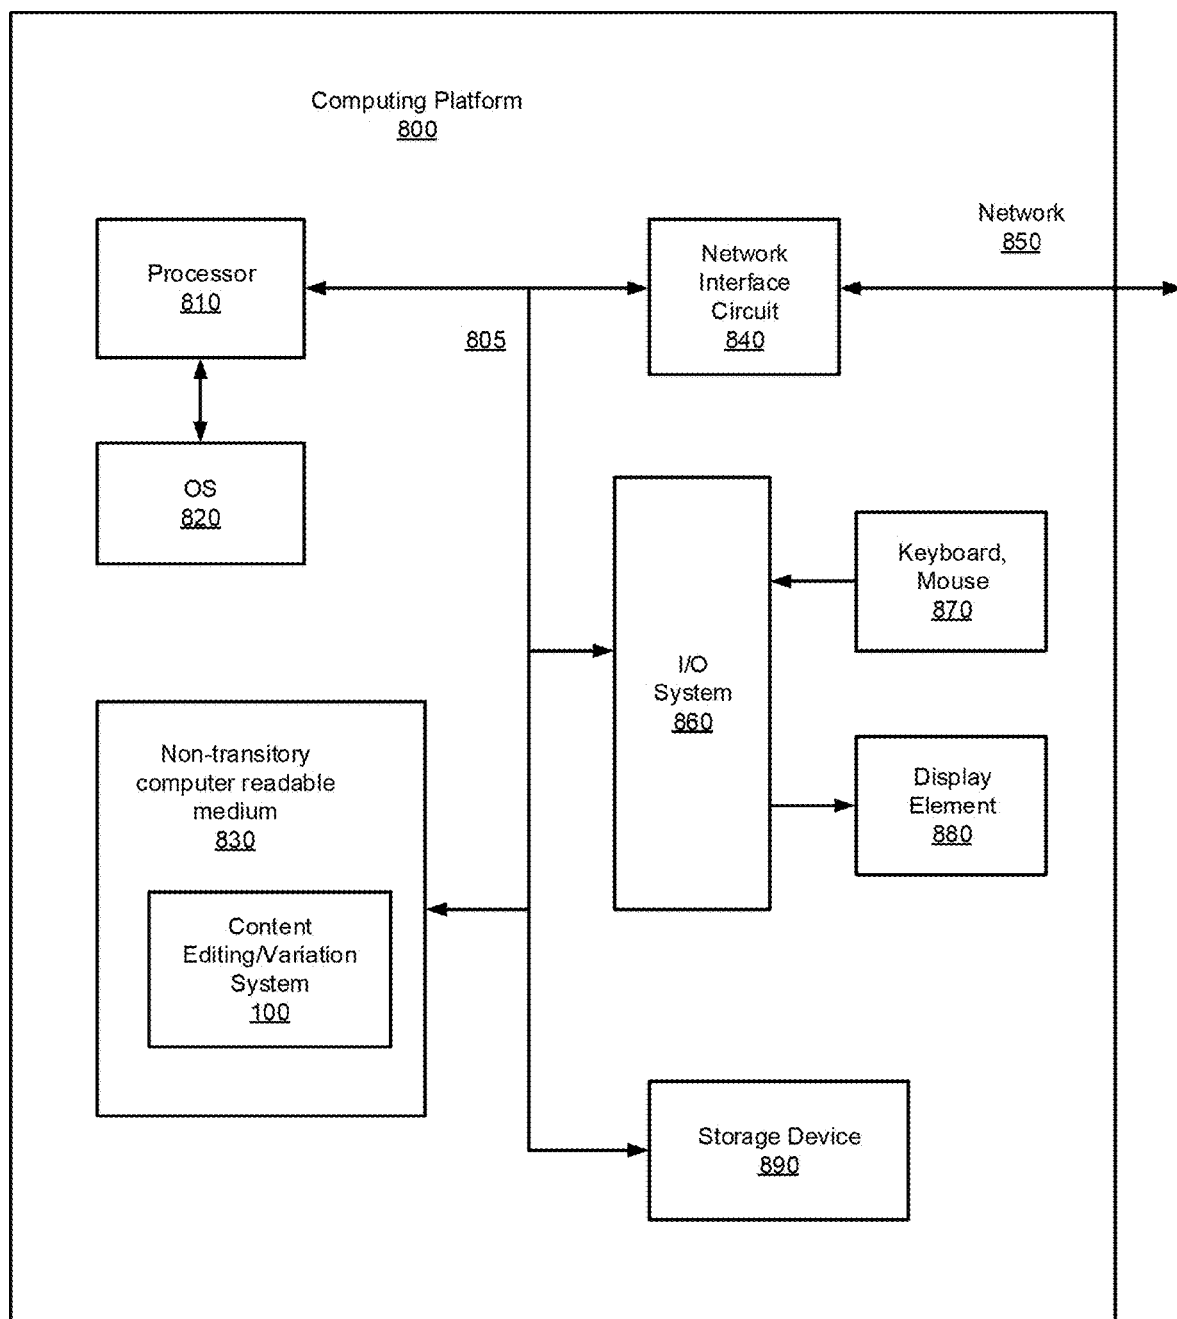 Computing Platform
800
Processor
810
Network
Interface
Circuit
840
Network
850
805
OS
820
I/O
System
860
Keyboard,
Mouse
870
Display
Element
880
Non-transitory
computer readable
medium
830
Content
Editing/Variation
System
100
Storage Device
890